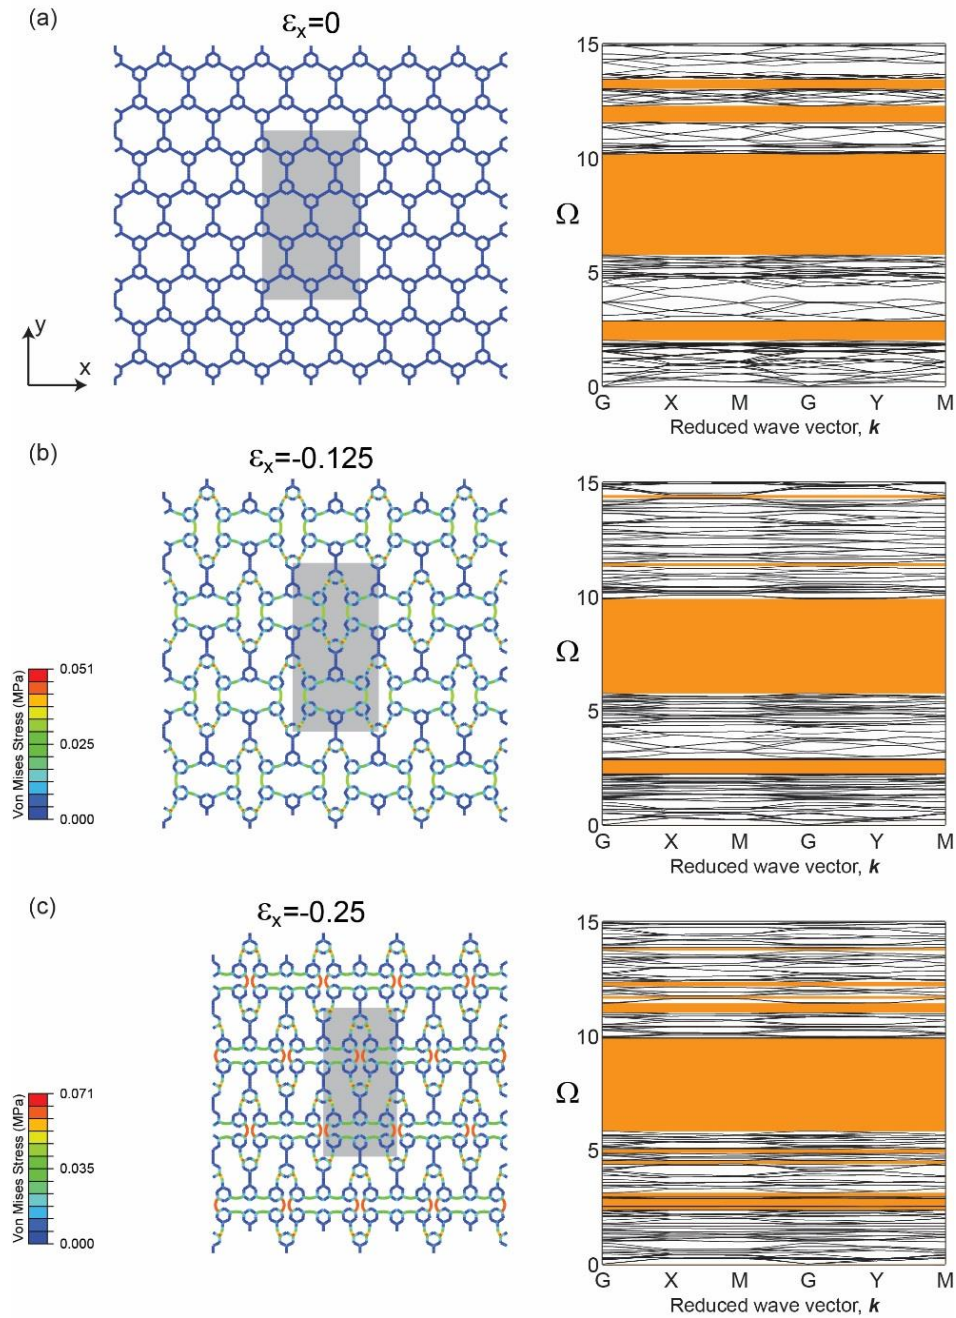 (a)
εx=0
15
10
Ω
5
0
G X M G Y M
Reduced wave vector, k
y
x
(b)
εx=-0.125
15
10
Ω
5
0
G X M G Y M
Reduced wave vector, k
Von Mises Stress (MPa)
0.051
0.025
0.000
(c)
εx=-0.25
15
10
Ω
5
0
G X M G Y M
Reduced wave vector, k
Von Mises Stress (MPa)
0.071
0.035
0.000